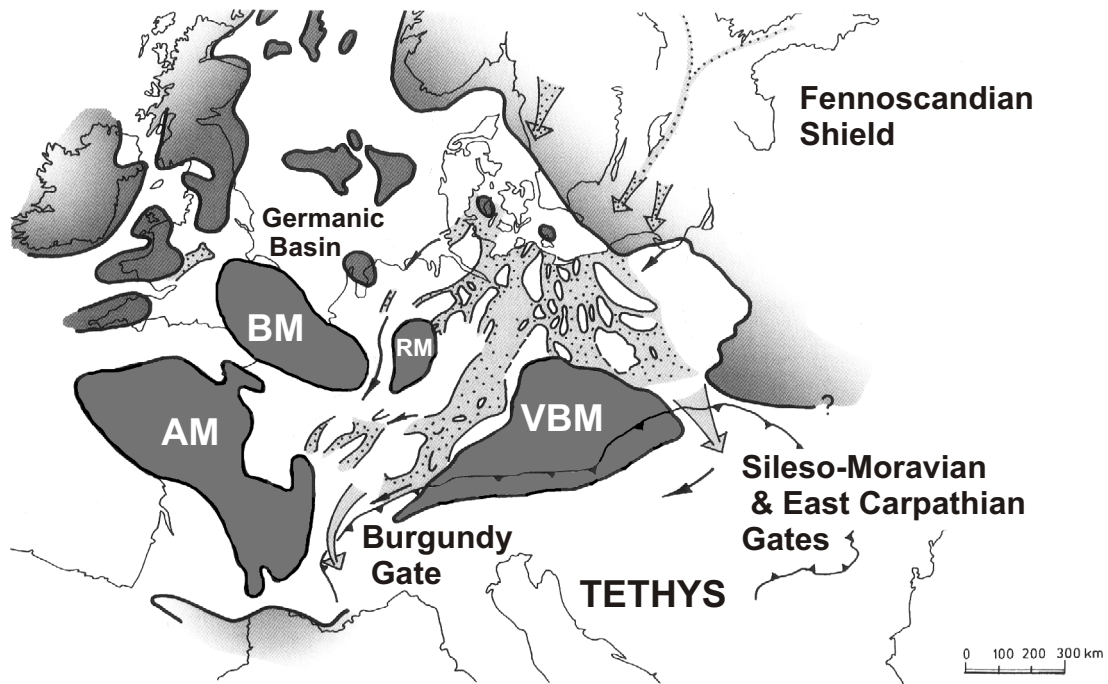 Fennoscandian
Shield
Germanic
Basin
BM
RM
AM
VBM
?
Sileso-Moravian
& East Carpathian
Gates
Burgundy
Gate
TETHYS
0 100 200 300 km